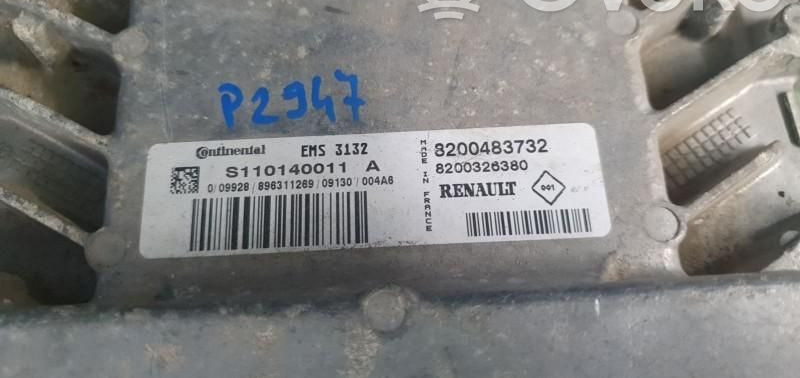 P2947
Continental EMS 3132
S110140011 A
0/09928/896311269/09130/004A6
MADE IN FRANCE
8200483732
8200326380
RENAULT 001